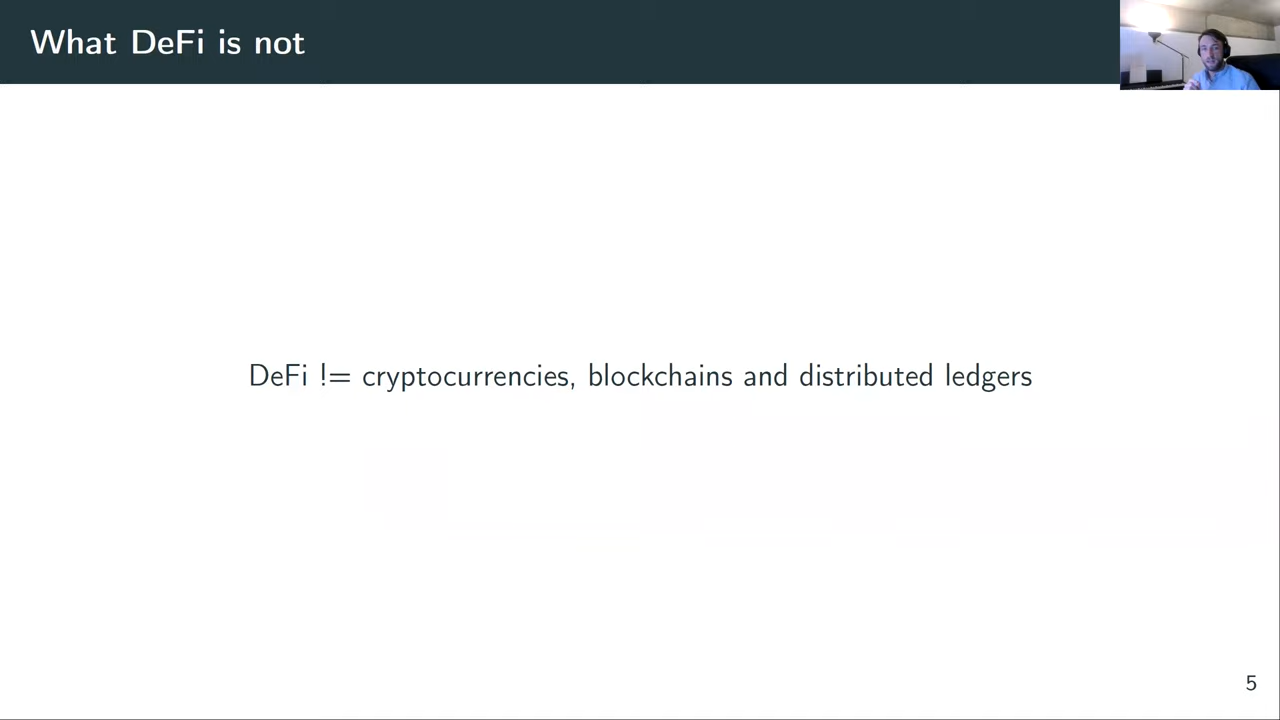 What DeFi is not
DeFi != cryptocurrencies, blockchains and distributed ledgers
5